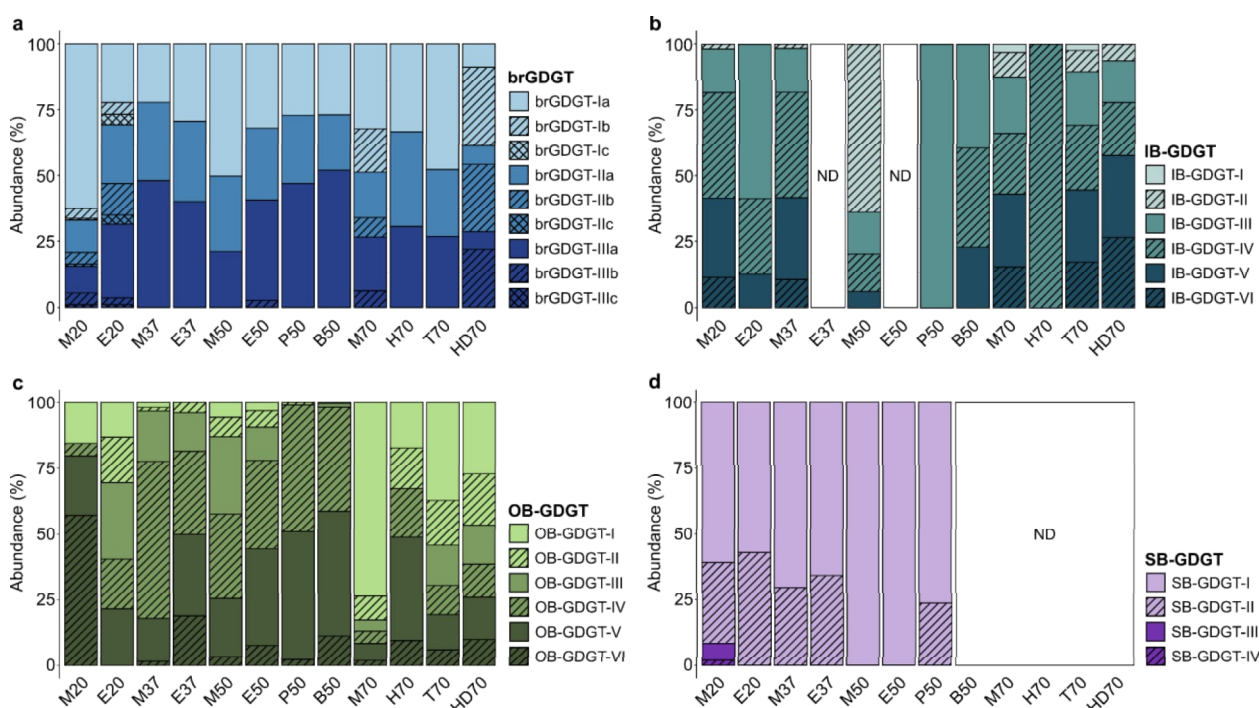 a
Abundance (%)
100
75
50
25
0
M20 E20 M37 E37 M50 E50 P50 B50 M70 H70 T70 HD70
brGDGT
brGDGT-Ia
brGDGT-Ib
brGDGT-Ic
brGDGT-IIa
brGDGT-IIb
brGDGT-IIc
brGDGT-IIIa
brGDGT-IIIb
brGDGT-IIIc
b
Abundance (%)
100
75
50
25
0
ND ND
M20 E20 M37 E37 M50 E50 P50 B50 M70 H70 T70 HD70
IB-GDGT
IB-GDGT-I
IB-GDGT-II
IB-GDGT-III
IB-GDGT-IV
IB-GDGT-V
IB-GDGT-VI
c
Abundance (%)
100
75
50
25
0
M20 E20 M37 E37 M50 E50 P50 B50 M70 H70 T70 HD70
OB-GDGT
OB-GDGT-I
OB-GDGT-II
OB-GDGT-III
OB-GDGT-IV
OB-GDGT-V
OB-GDGT-VI
d
Abundance (%)
100
75
50
25
0
ND
M20 E20 M37 E37 M50 E50 P50 B50 M70 H70 T70 HD70
SB-GDGT
SB-GDGT-I
SB-GDGT-II
SB-GDGT-III
SB-GDGT-IV